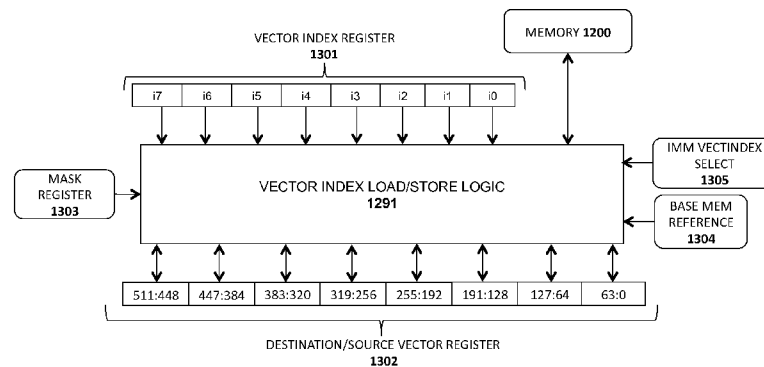 VECTOR INDEX REGISTER
1301
MEMORY 1200
i7 i6 i5 i4 i3 i2 i1 i0
IMM VECTINDEX
SELECT
1305
MASK
REGISTER
1303
VECTOR INDEX LOAD/STORE LOGIC
1291
BASE MEM
REFERENCE
1304
511:448 447:384 383:320 319:256 255:192 191:128 127:64 63:0
DESTINATION/SOURCE VECTOR REGISTER
1302